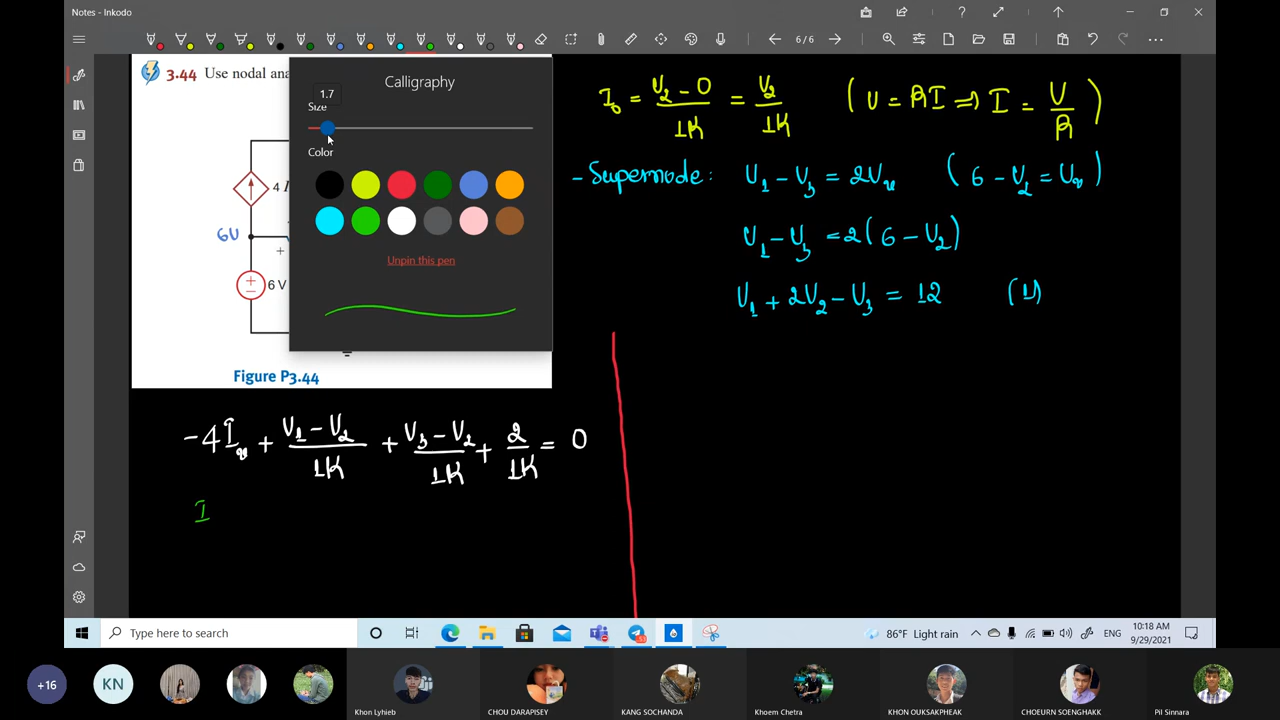 Notes - Inkodo
6/6
3.44 Use nodal ana
4 I
6V
+
6 V
Figure P3.44
Calligraphy
1.7
Size
Color
Unpin this pen
I₀ = (V₂ - 0)/1K = V₂/1K (V = RI ⇒ I = V/R)
- Supernode: V₁ - V₃ = 2Vₓ (6 - V₂ = Vₓ)
V₁ - V₃ = 2(6 - V₂)
V₁ + 2V₂ - V₃ = 12 (1)
-4Iₓ + (V₁ - V₂)/1K + (V₃ - V₂)/1K + 2/1K = 0
I
Type here to search
86°F Light rain
ENG
10:18 AM
9/29/2021
+16
KN
Khon Lyhieb
CHOU DARAPISEY
KANG SOCHANDA
Khoem Chetra
KHON OUKSAKPHEAK
CHOEURN SOENGHAKK
Pil Sinnara